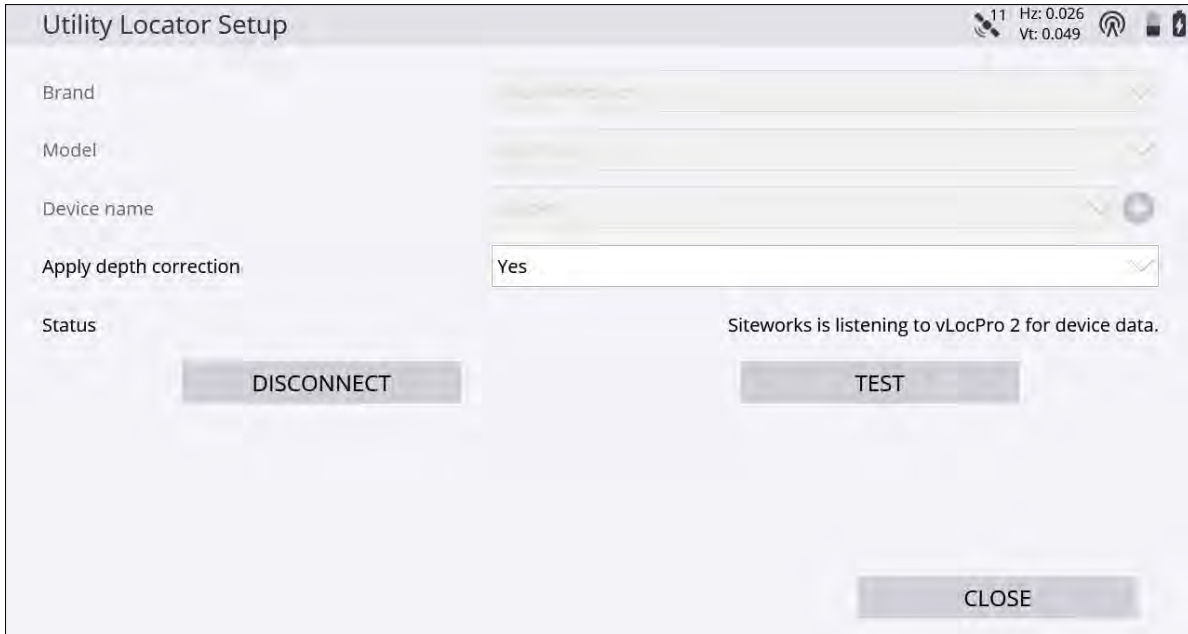 Utility Locator Setup
11
Hz: 0.026
Vt: 0.049
Brand
Model
Device name
Apply depth correction
Yes
Status
Siteworks is listening to vLocPro 2 for device data.
DISCONNECT
TEST
CLOSE